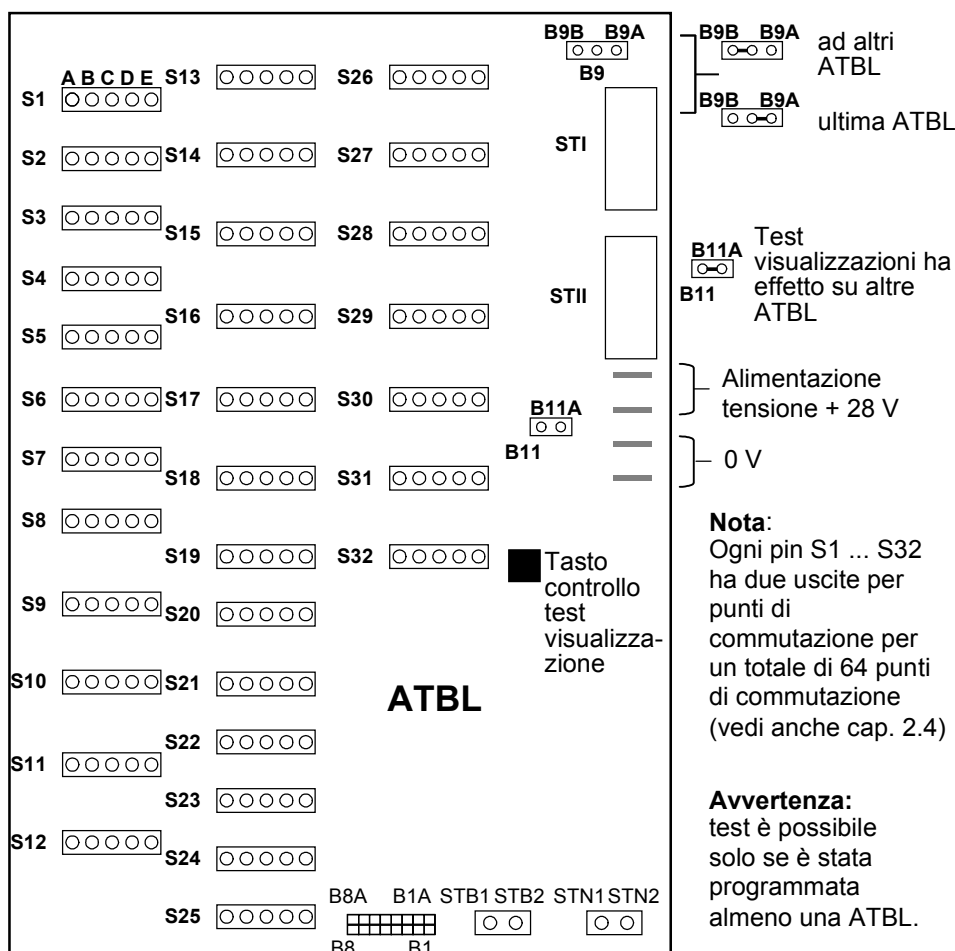 B9B B9A
B9
A B C D E
S1
S2
S3
S4
S5
S6
S7
S8
S9
S10
S11
S12
S13
S14
S15
S16
S17
S18
S19
S20
S21
S22
S23
S24
S25
S26
S27
S28
S29
S30
S31
S32
STI
STII
B11A
B11
Tasto
controllo
test
visualizza-
zione
ATBL
B8A B1A
B8 B1
STB1 STB2
STN1 STN2
B9B B9A
ad altri
ATBL
B9B B9A
ultima ATBL
B11A
B11
Test
visualizzazioni ha
effetto su altre
ATBL
Alimentazione
tensione + 28 V
0 V
Nota:
Ogni pin S1 ... S32
ha due uscite per
punti di
commutazione per
un totale di 64 punti
di commutazione
(vedi anche cap. 2.4)
Avvertenza:
test è possibile
solo se è stata
programmata
almeno una ATBL.